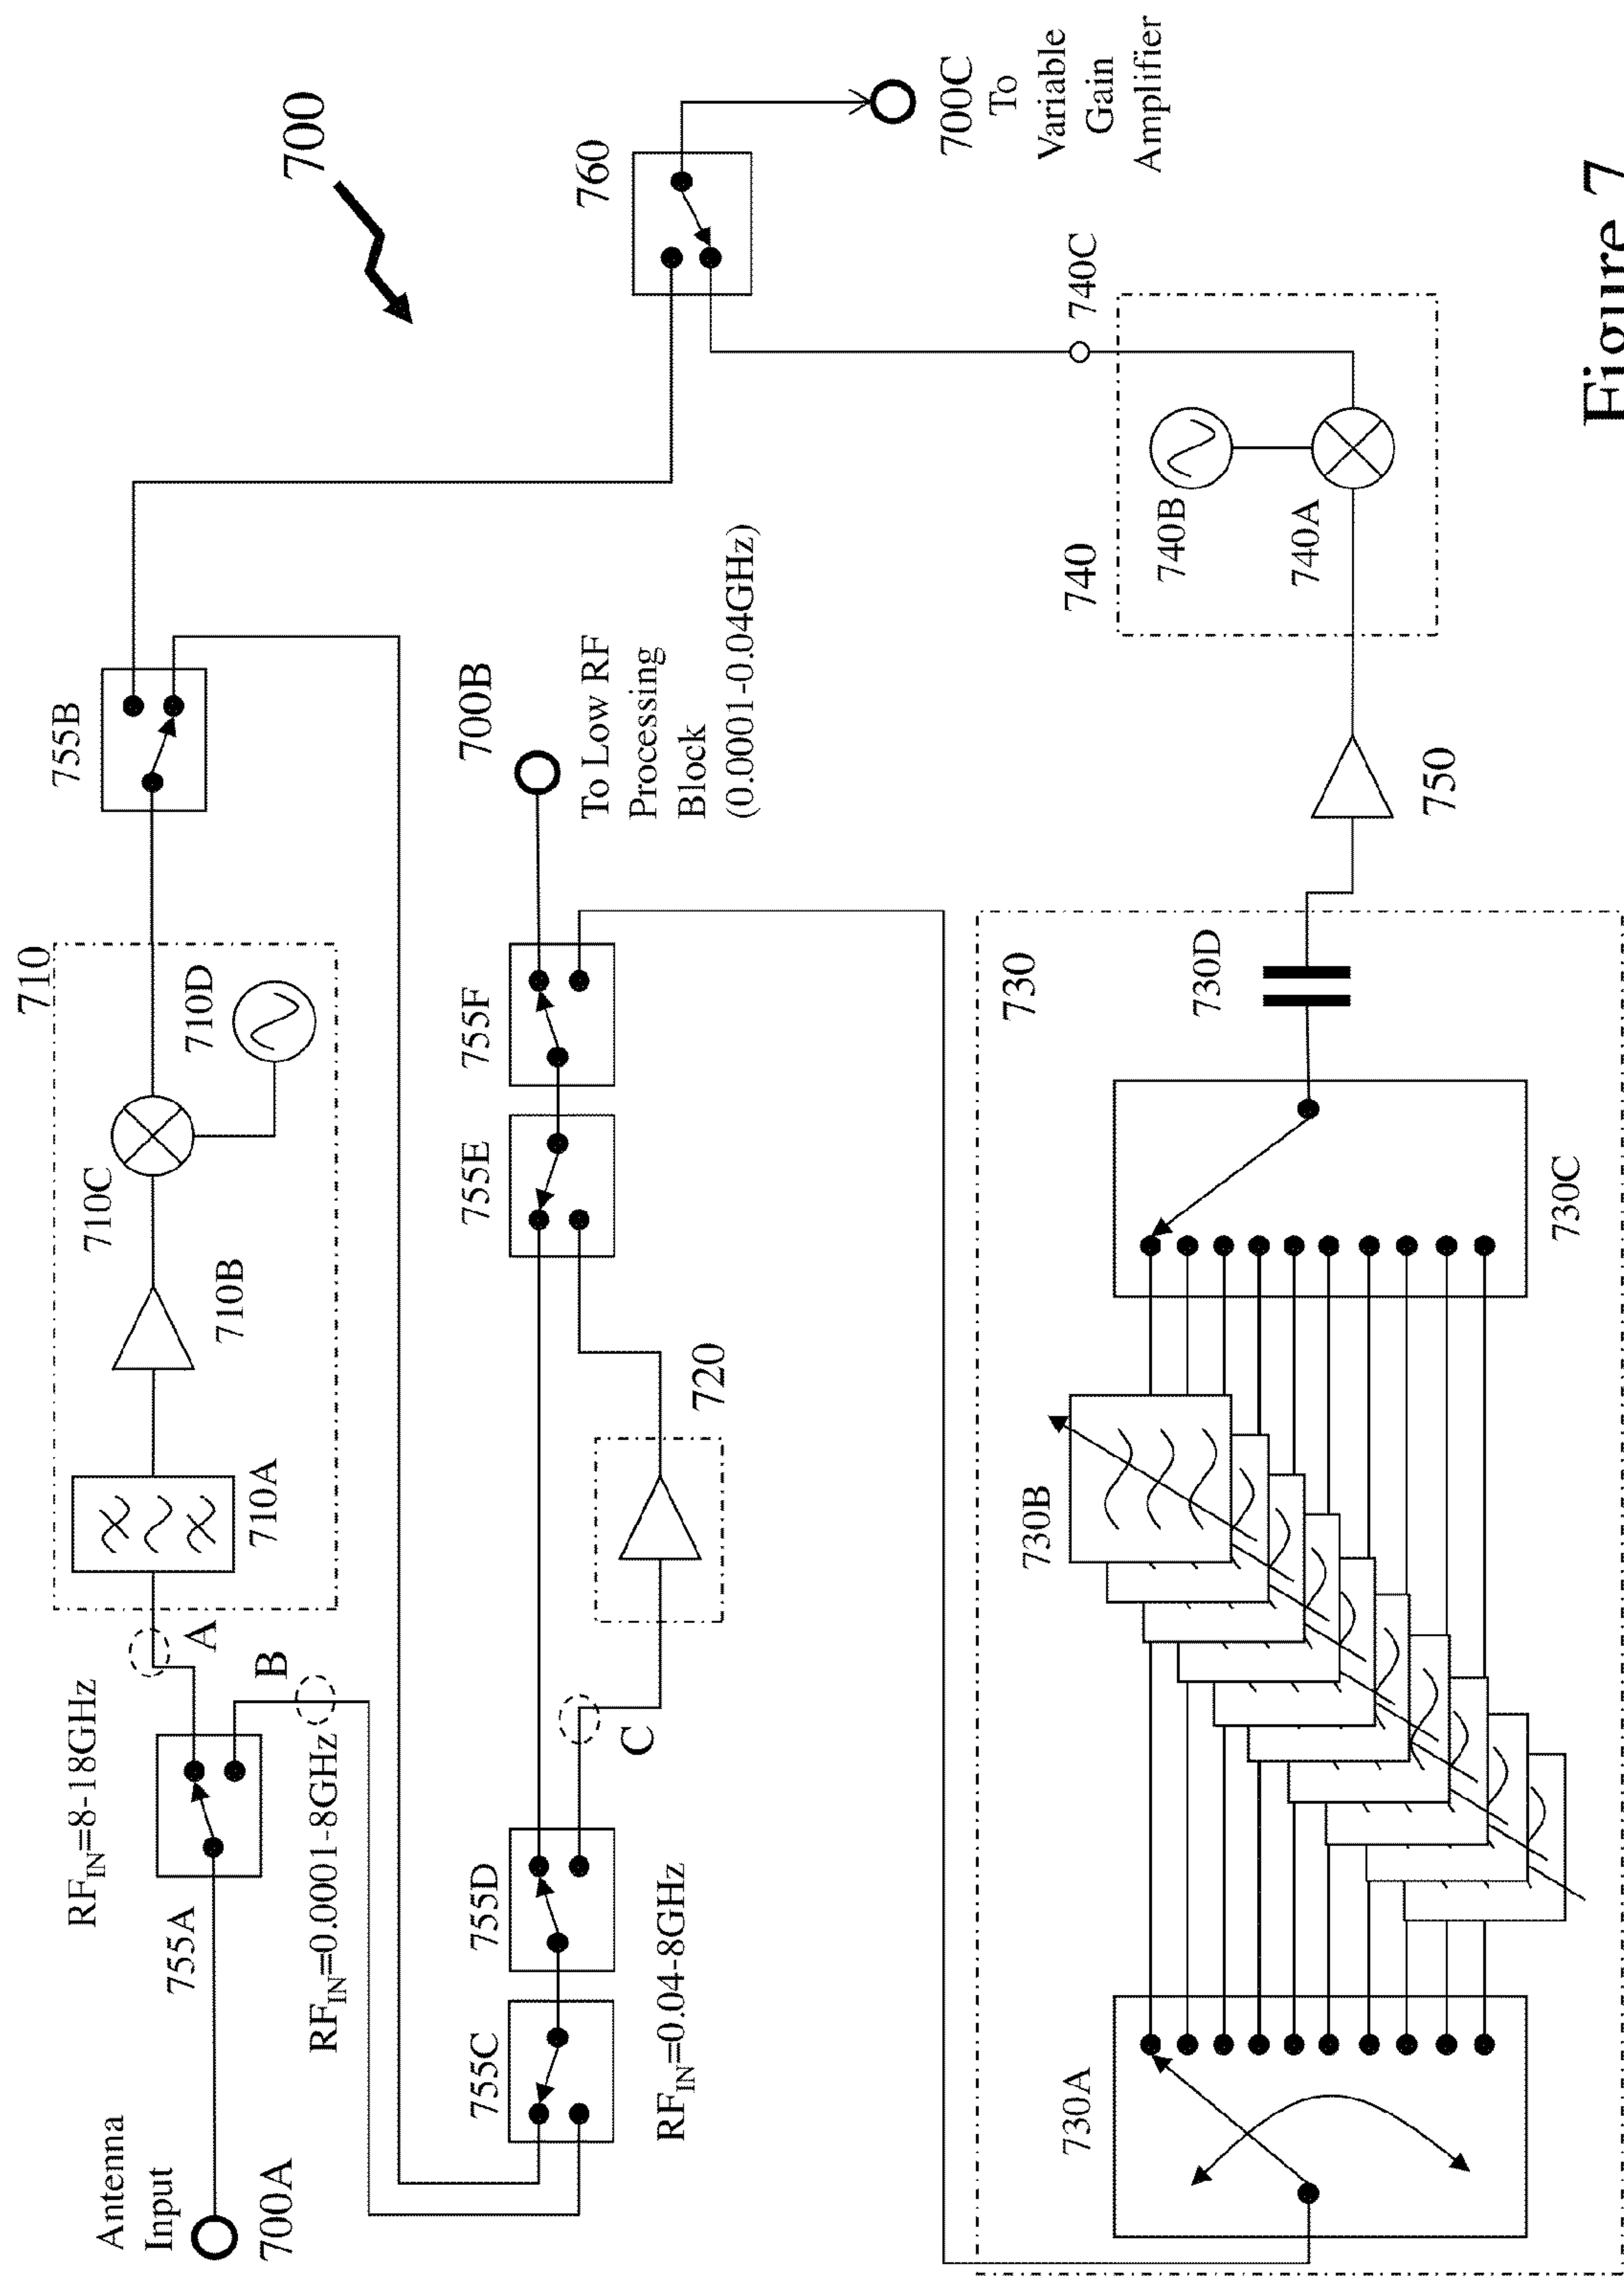 700
710
710D
755B
710C
710B
710A
RF_IN=8-18GHz
A
B
755A
Antenna
Input
700A
RF_IN=0.0001-8GHz
760
700C
To
Variable
Gain
Amplifier
700B
To Low RF
Processing
Block
(0.0001-0.04GHz)
755F
755E
755D
755C
C
720
RF_IN=0.04-8GHz
740C
740
740B
740A
750
730
730D
730C
730B
730A
Figure 7